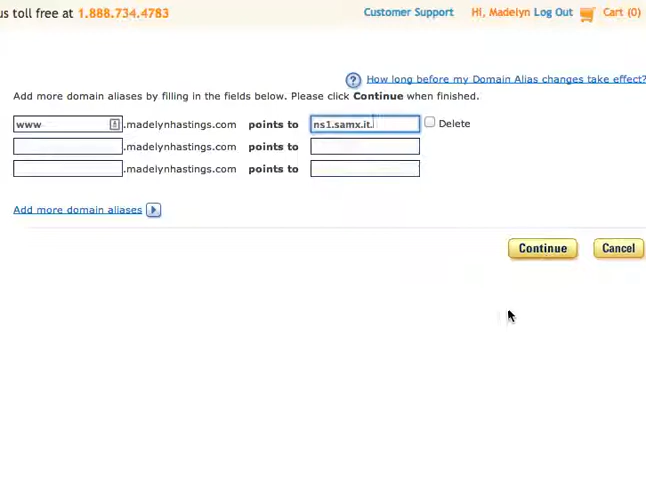 us toll free at 1.888.734.4783 Customer Support Hi, Madelyn Log Out Cart (0)
? How long before my Domain Alias changes take effect?
Add more domain aliases by filling in the fields below. Please click Continue when finished.
www .madelynhastings.com points to ns1.samx.it. Delete
.madelynhastings.com points to
.madelynhastings.com points to
Add more domain aliases
Continue Cancel